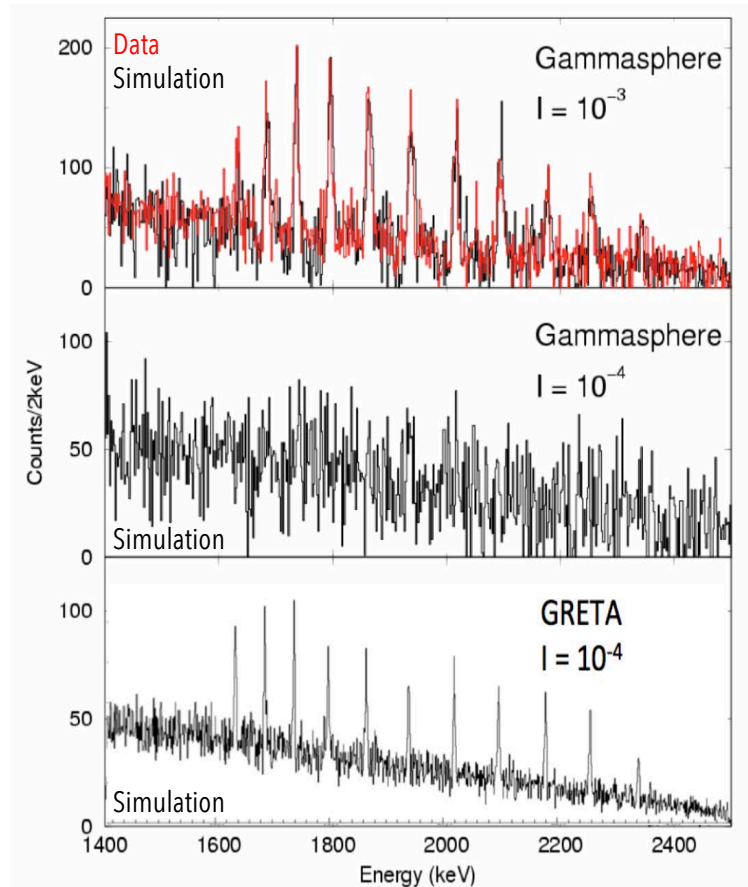 200
Data
Simulation
Gammasphere
I = 10⁻³
100
0
Gammasphere
I = 10⁻⁴
100
50
Simulation
0
Counts/2keV
GRETA
I = 10⁻⁴
100
50
Simulation
0
1400 1600 1800 2000 2200 2400
Energy (keV)